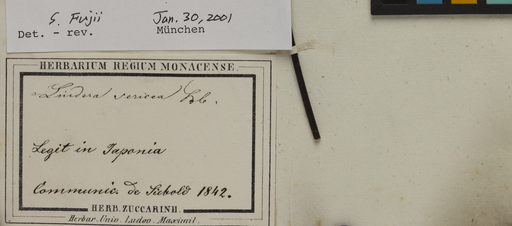 S. Fujii Jan. 30, 2001
Det. - rev. München
HERBARIUM REGIUM MONACENSE.
Lindera sericea Bl.
Legit in Japonia
Communic. de Siebold 1842.
HERB. ZUCCARINII.
Herbar. Univ. Ludov. Maximil.